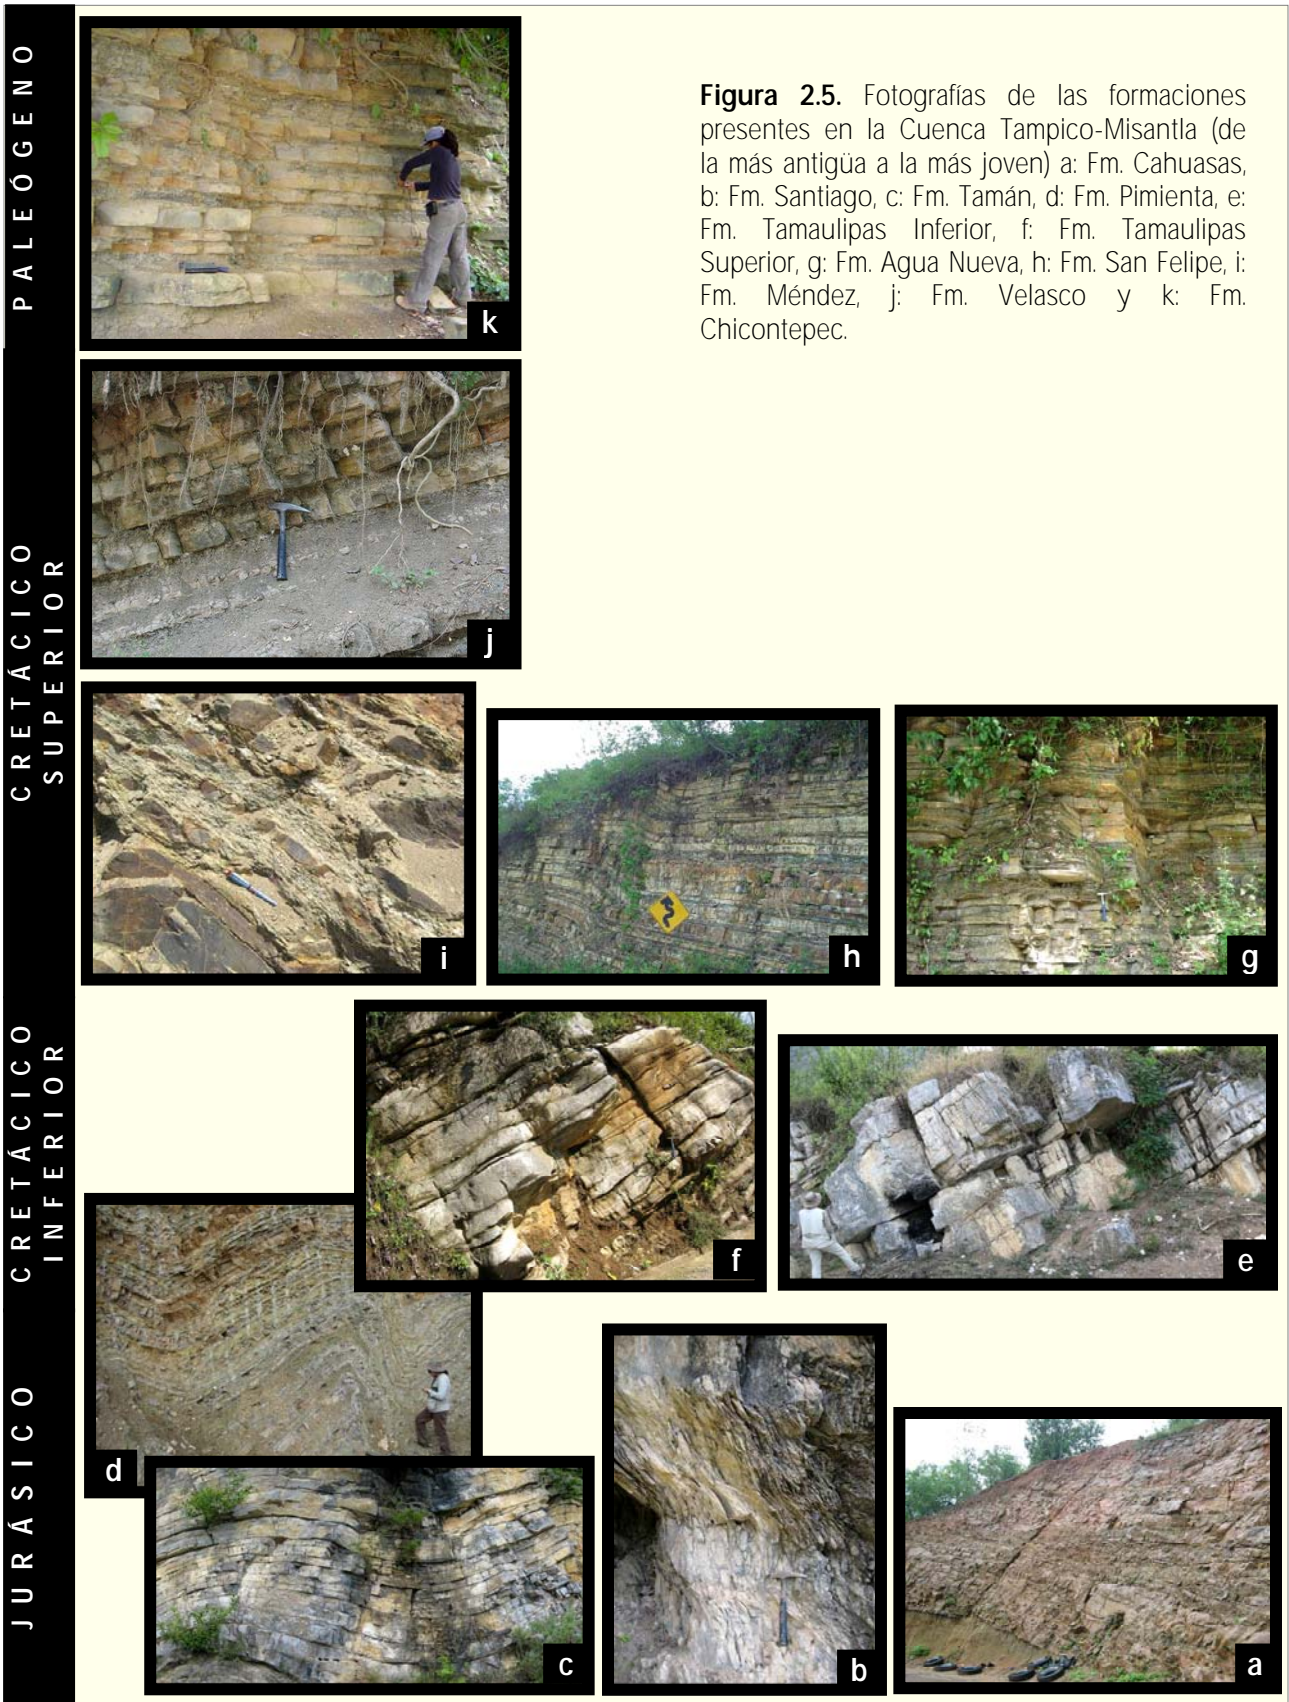 PALEÓGENO
k
Figura 2.5. Fotografías de las formaciones
presentes en la Cuenca Tampico-Misantla (de
la más antigüa a la más joven) a: Fm. Cahuasas,
b: Fm. Santiago, c: Fm. Tamán, d: Fm. Pimienta, e:
Fm. Tamaulipas Inferior, f: Fm. Tamaulipas
Superior, g: Fm. Agua Nueva, h: Fm. San Felipe, i:
Fm. Méndez, j: Fm. Velasco y k: Fm.
Chicontepec.
CRETÁCICO
SUPERIOR
j
i
h
g
CRETÁCICO
INFERIOR
f
e
JURÁSICO
d
c
b
a